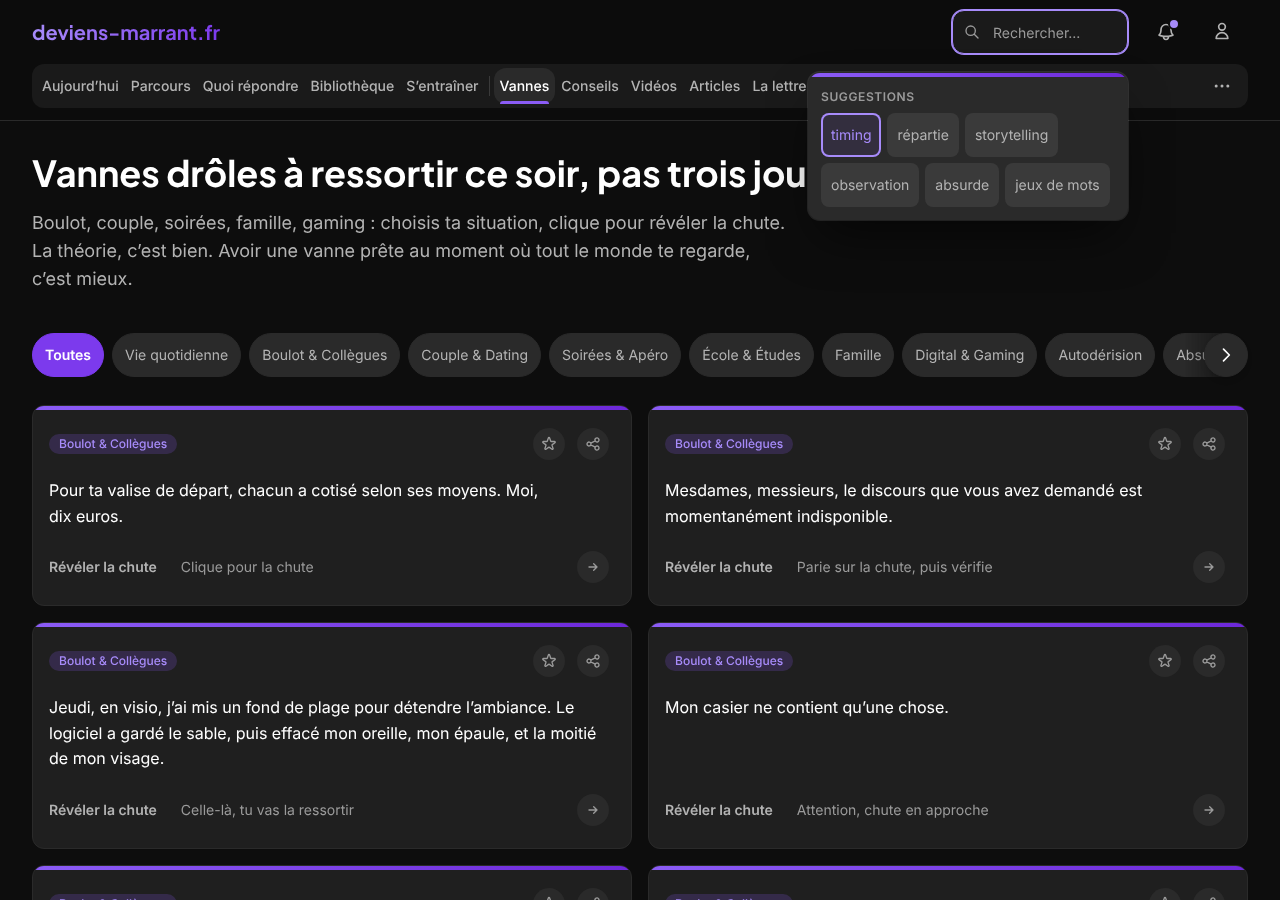 deviens-marrant.fr
Rechercher...
Aujourd’hui Parcours Quoi répondre Bibliothèque S’entraîner Vannes Conseils Vidéos Articles La lettre
SUGGESTIONS
timing répartie storytelling
observation absurde jeux de mots
Vannes drôles à ressortir ce soir, pas trois jou
Boulot, couple, soirées, famille, gaming : choisis ta situation, clique pour révéler la chute.
La théorie, c’est bien. Avoir une vanne prête au moment où tout le monde te regarde,
c’est mieux.
Toutes Vie quotidienne Boulot & Collègues Couple & Dating Soirées & Apéro École & Études Famille Digital & Gaming Autodérision
Boulot & Collègues
Pour ta valise de départ, chacun a cotisé selon ses moyens. Moi,
dix euros.
Révéler la chute Clique pour la chute
Boulot & Collègues
Mesdames, messieurs, le discours que vous avez demandé est
momentanément indisponible.
Révéler la chute Parie sur la chute, puis vérifie
Boulot & Collègues
Jeudi, en visio, j’ai mis un fond de plage pour détendre l’ambiance. Le
logiciel a gardé le sable, puis effacé mon oreille, mon épaule, et la moitié
de mon visage.
Révéler la chute Celle-là, tu vas la ressortir
Boulot & Collègues
Mon casier ne contient qu’une chose.
Révéler la chute Attention, chute en approche